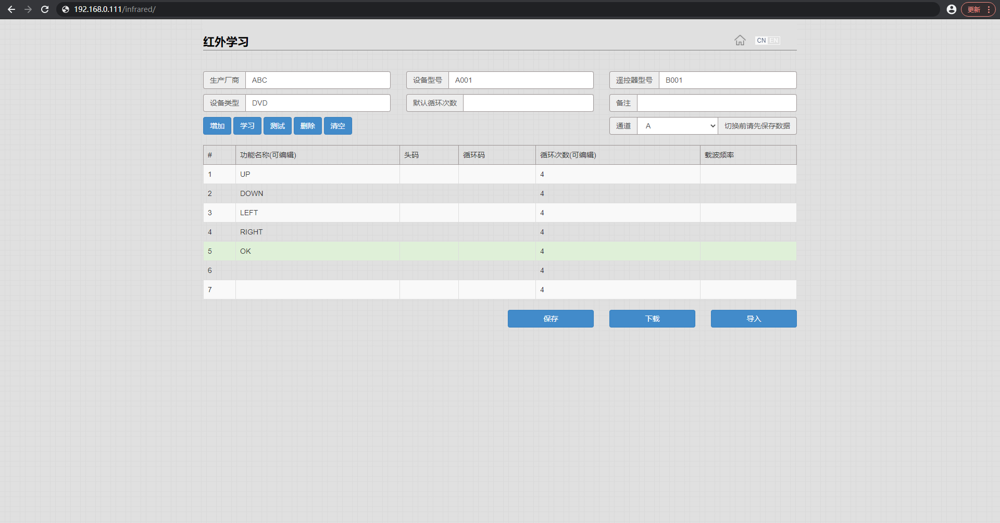 192.168.0.111/infrared/
更新
红外学习
CN EN
生产厂商 ABC 设备型号 A001 遥控器型号 B001
设备类型 DVD 默认循环次数 备注
增加 学习 测试 删除 清空 通道 A 切换前请先保存数据
# 功能名称(可编辑) 头码 循环码 循环次数(可编辑) 载波频率
1 UP 4
2 DOWN 4
3 LEFT 4
4 RIGHT 4
5 OK 4
6 4
7 4
保存 下载 导入